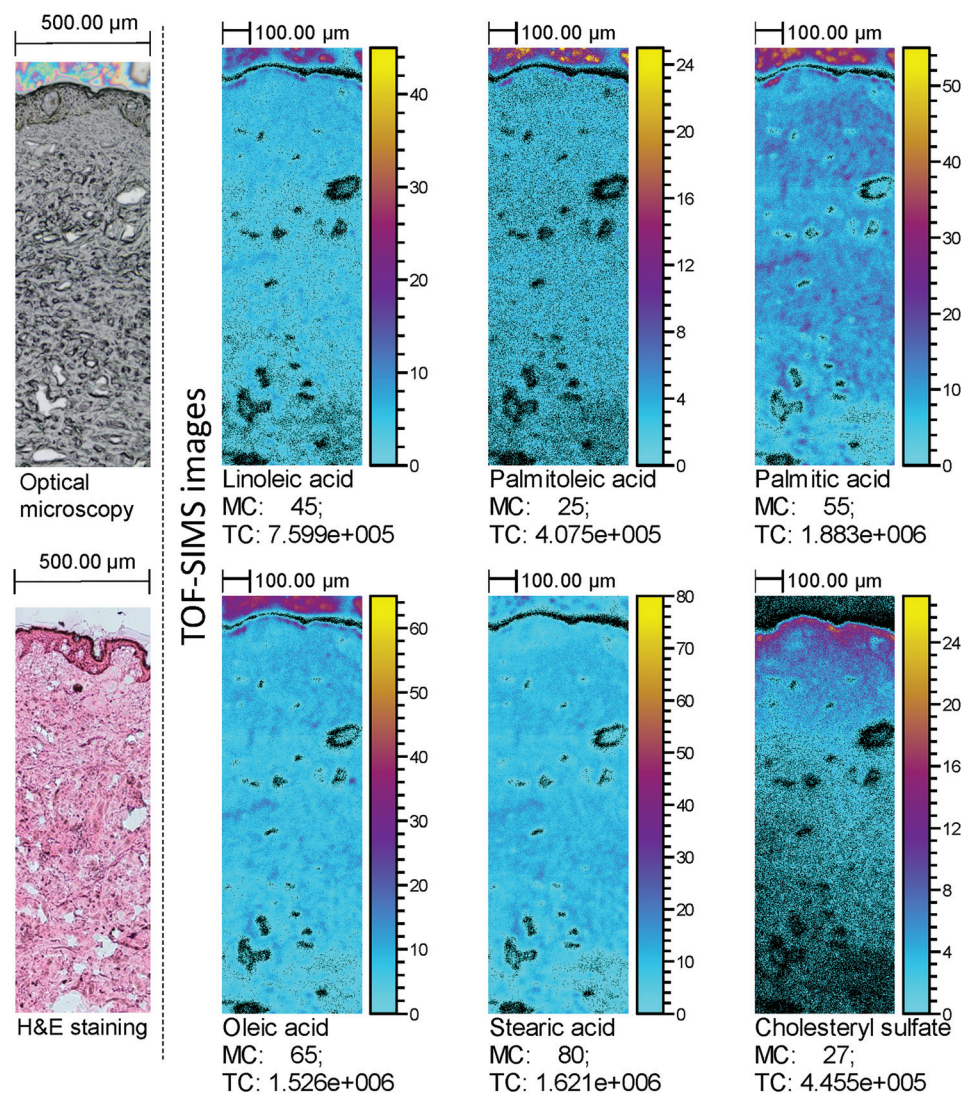 500.00 µm
100.00 µm
100.00 µm
100.00 µm
40
30
20
10
0
24
20
16
12
8
4
0
50
40
30
20
10
0
Optical
microscopy
TOF-SIMS images
Linoleic acid
MC: 45;
TC: 7.599e+005
Palmitoleic acid
MC: 25;
TC: 4.075e+005
Palmitic acid
MC: 55;
TC: 1.883e+006
500.00 µm
100.00 µm
100.00 µm
100.00 µm
60
50
40
30
20
10
0
80
70
60
50
40
30
20
10
0
24
20
16
12
8
4
0
H&E staining
Oleic acid
MC: 65;
TC: 1.526e+006
Stearic acid
MC: 80;
TC: 1.621e+006
Cholesteryl sulfate
MC: 27;
TC: 4.455e+005